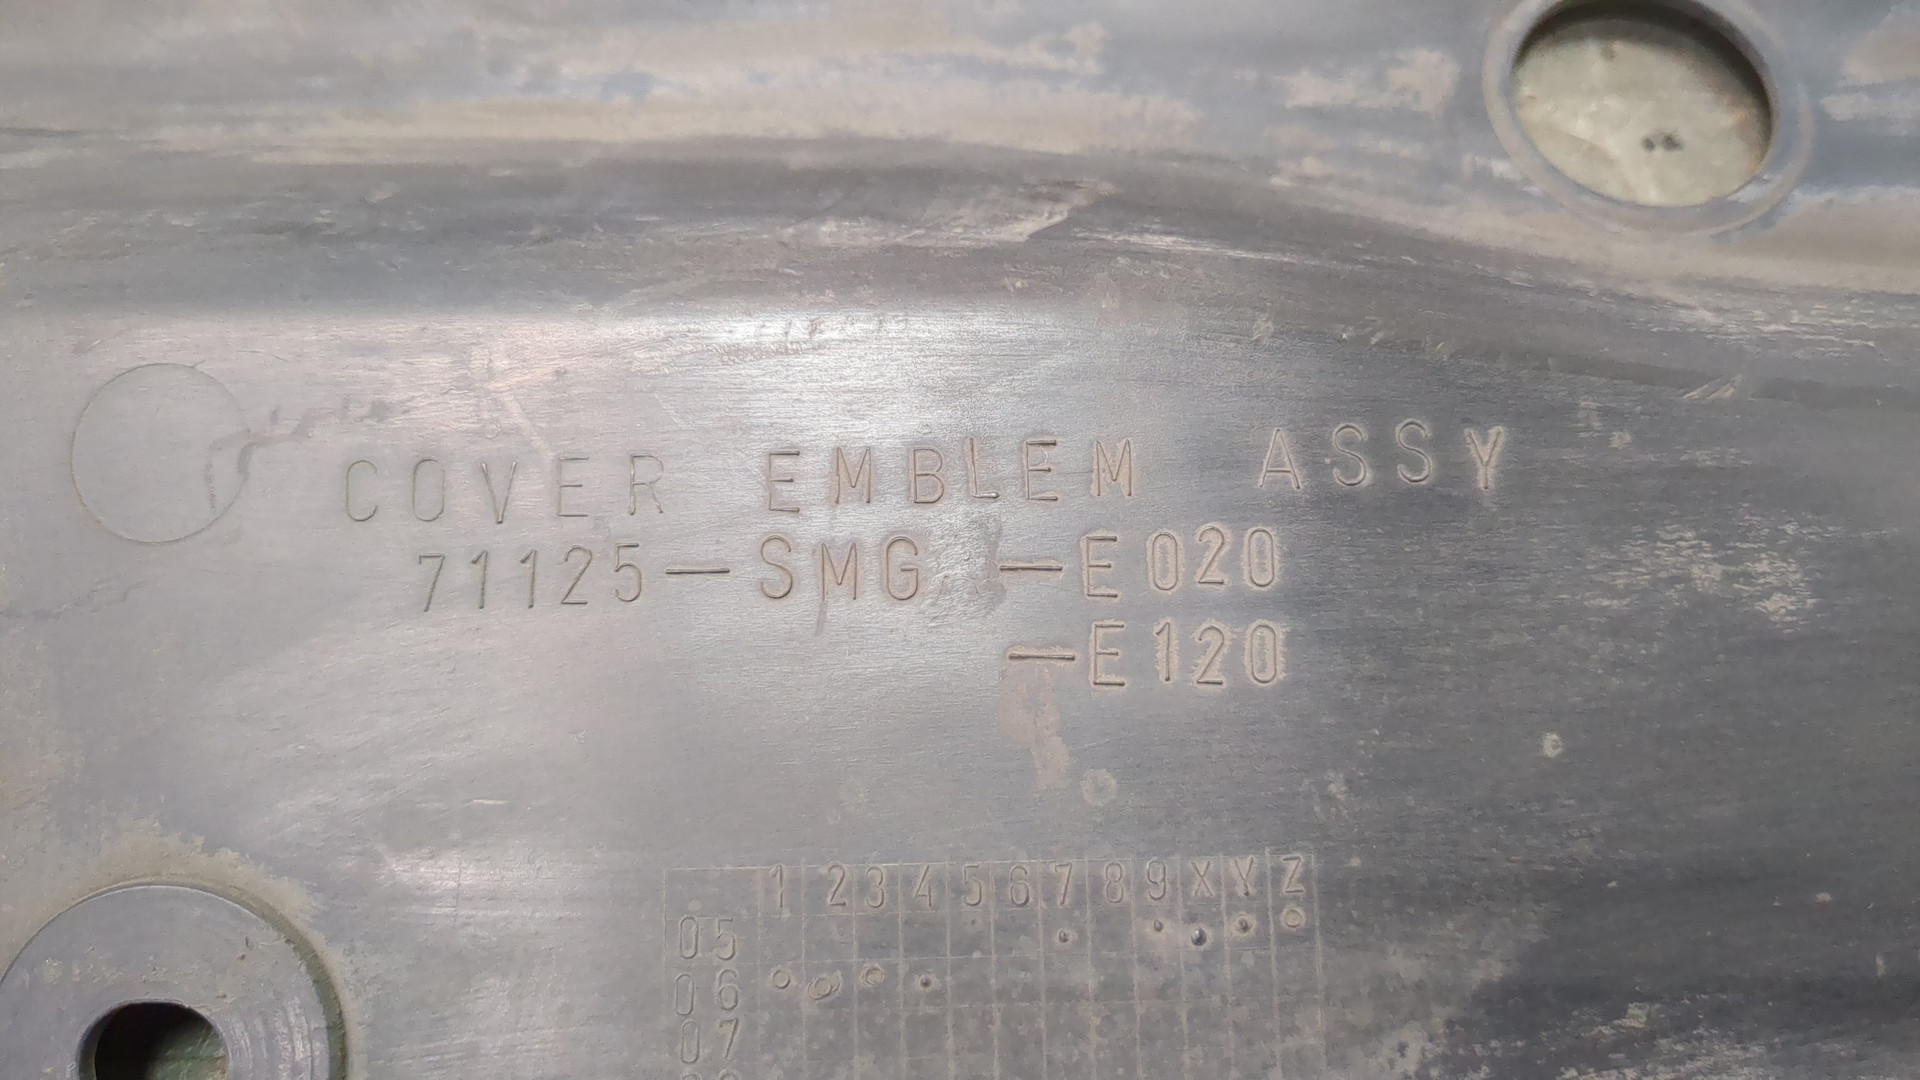 COVER EMBLEM ASSY
71125-SMG -E020
-E120
1 2 3 4 5 6 7 8 9 X Y Z
05
06
07